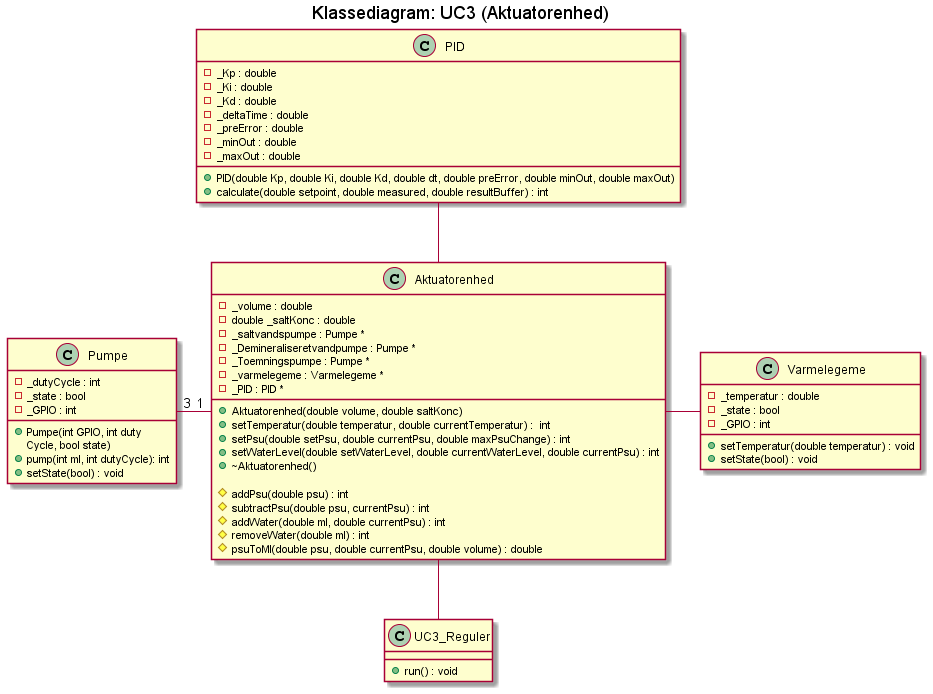 Klassediagram: UC3 (Aktuatorenhed)
C PID
_Kp : double
_Ki : double
_Kd : double
_deltaTime : double
_preError : double
_minOut : double
_maxOut : double
PID(double Kp, double Ki, double Kd, double dt, double preError, double minOut, double maxOut)
calculate(double setpoint, double measured, double resultBuffer) : int
C Aktuatorenhed
_volume : double
double _saltKonc : double
_saltvandspumpe : Pumpe *
_Demineraliseretvandpumpe : Pumpe *
_Toemningspumpe : Pumpe *
_varmelegeme : Varmelegeme *
_PID : PID *
Aktuatorenhed(double volume, double saltKonc)
setTemperatur(double temperatur, double currentTemperatur) : int
setPsu(double setPsu, double currentPsu, double maxPsuChange) : int
setWaterLevel(double setWaterLevel, double currentWaterLevel, double currentPsu) : int
~Aktuatorenhed()
addPsu(double psu) : int
subtractPsu(double psu, currentPsu) : int
addWater(double ml, double currentPsu) : int
removeWater(double ml) : int
psuToMl(double psu, double currentPsu, double volume) : double
C Pumpe
_dutyCycle : int
_state : bool
_GPIO : int
Pumpe(int GPIO, int duty
Cycle, bool state)
pump(int ml, int dutyCycle): int
setState(bool) : void
3 1
C Varmelegeme
_temperatur : double
_state : bool
_GPIO : int
setTemperatur(double temperatur) : void
setState(bool) : void
C UC3_Reguler
run() : void